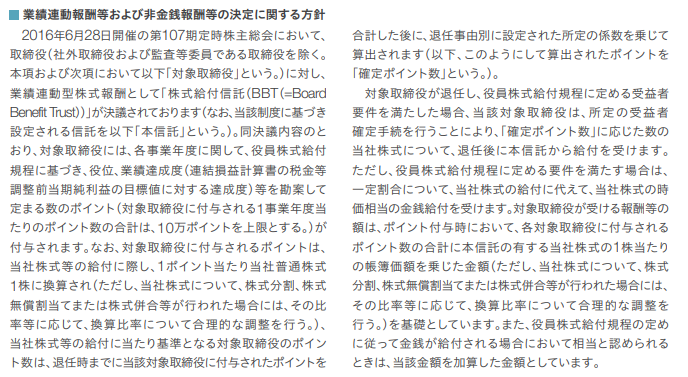 ■ 業績連動報酬等および非金銭報酬等の決定に関する方針
2016年6月28日開催の第107期定時株主総会において、
取締役(社外取締役および監査等委員である取締役を除く。
本項および次項において以下「対象取締役」という。)に対し、
業績連動型株式報酬として「株式給付信託(BBT(=Board
Benefit Trust))」が決議されております(なお、当該制度に基づき
設定される信託を以下「本信託」という。)。同決議内容のと
おり、対象取締役には、各事業年度に関して、役員株式給付
規程に基づき、役位、業績達成度(連結損益計算書の税金等
調整前当期純利益の目標値に対する達成度)等を勘案して
定まる数のポイント(対象取締役に付与される1事業年度当
たりのポイント数の合計は、10万ポイントを上限とする。)が
付与されます。なお、対象取締役に付与されるポイントは、
当社株式等の給付に際し、1ポイント当たり当社普通株式
1株に換算され(ただし、当社株式について、株式分割、株式
無償割当てまたは株式併合等が行われた場合には、その比
率等に応じて、換算比率について合理的な調整を行う。)、
当社株式等の給付に当たり基準となる対象取締役のポイン
ト数は、退任時までに当該対象取締役に付与されたポイントを
合計した後に、退任事由別に設定された所定の係数を乗じて
算出されます(以下、このようにして算出されたポイントを
「確定ポイント数」という。)。
対象取締役が退任し、役員株式給付規程に定める受益者
要件を満たした場合、当該対象取締役は、所定の受益者
確定手続を行うことにより、「確定ポイント数」に応じた数の
当社株式について、退任後に本信託から給付を受けます。
ただし、役員株式給付規程に定める要件を満たす場合は、
一定割合について、当社株式の給付に代えて、当社株式の時
価相当の金銭給付を受けます。対象取締役が受ける報酬等の
額は、ポイント付与時において、各対象取締役に付与される
ポイント数の合計に本信託の有する当社株式の1株当たり
の帳簿価額を乗じた金額(ただし、当社株式について、株式
分割、株式無償割当てまたは株式併合等が行われた場合には、
その比率等に応じて、換算比率について合理的な調整を
行う。)を基礎としています。また、役員株式給付規程の定め
に従って金銭が給付される場合において相当と認められる
ときは、当該金額を加算した金額としています。